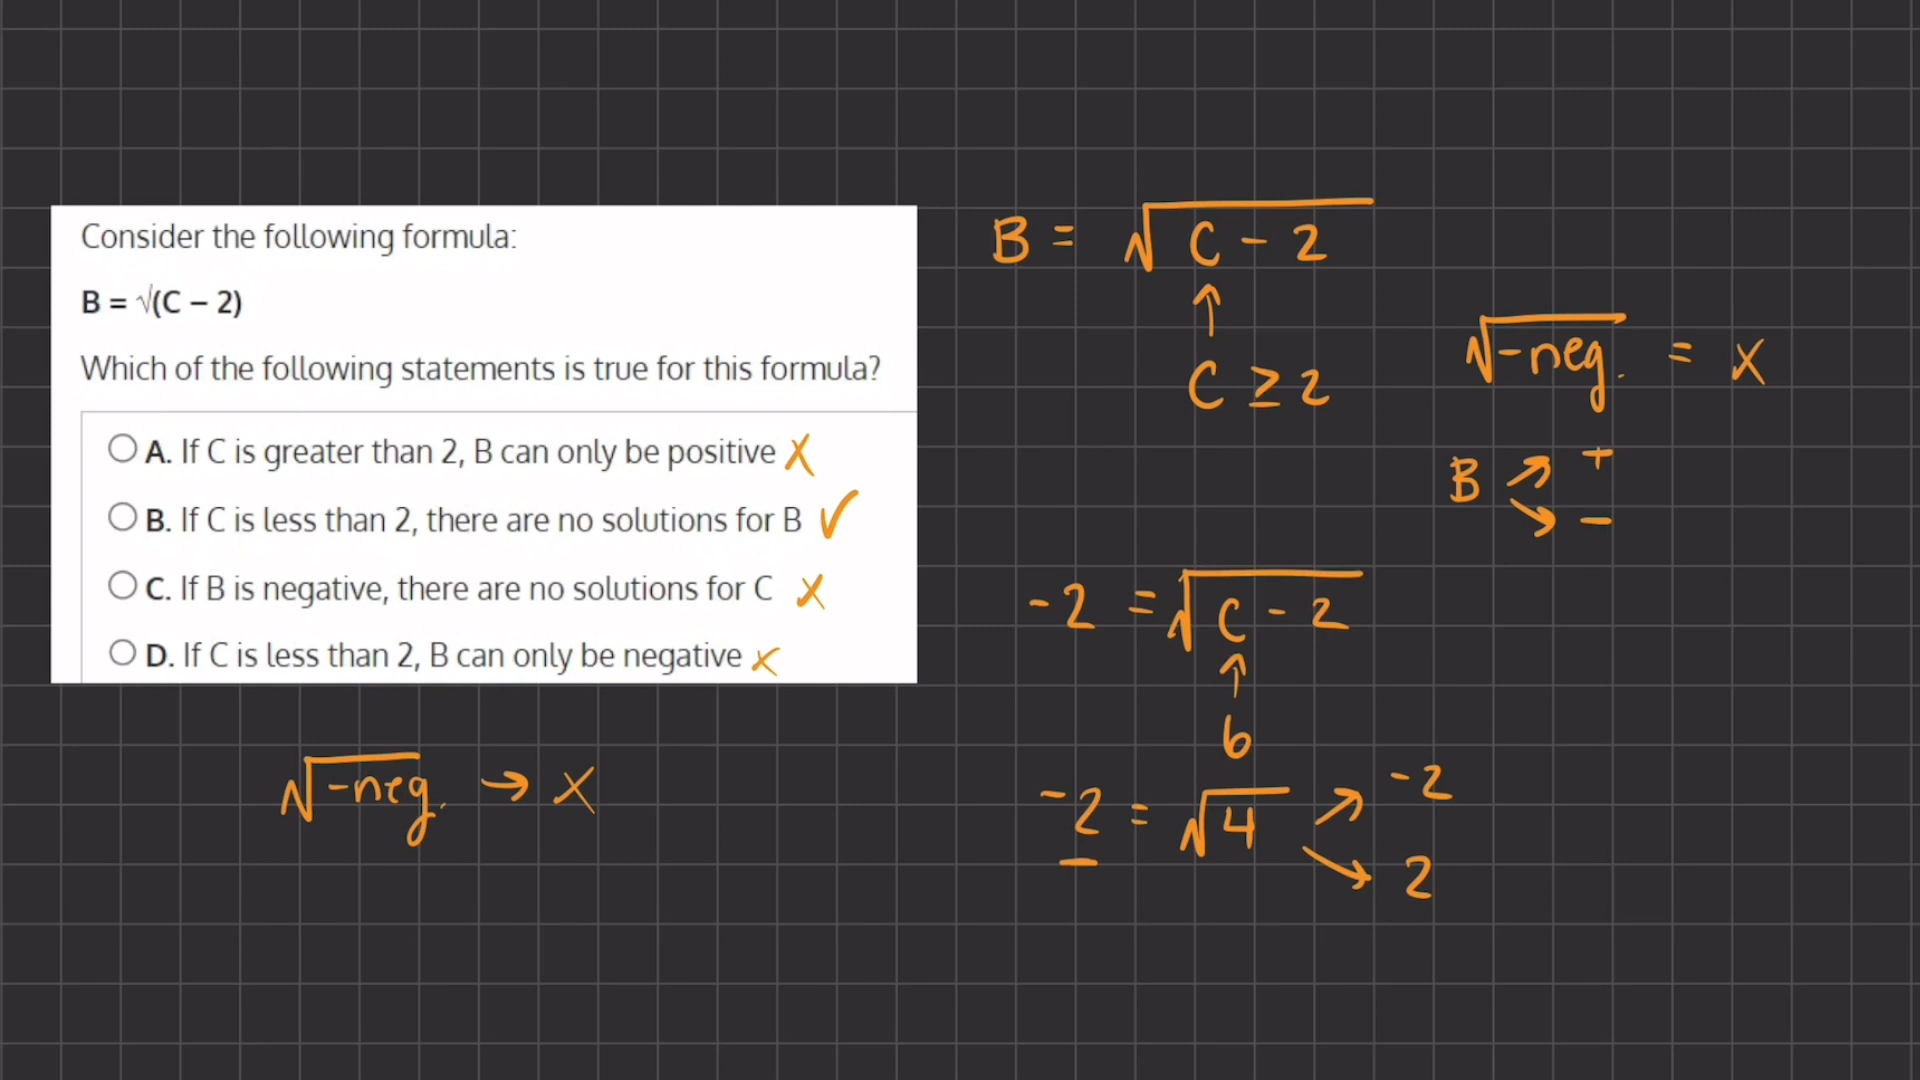 Consider the following formula:
B = √(C – 2)
Which of the following statements is true for this formula?
A. If C is greater than 2, B can only be positive X
B. If C is less than 2, there are no solutions for B ✓
C. If B is negative, there are no solutions for C X
D. If C is less than 2, B can only be negative X
√-neg. → X
B = √C - 2
↑
C ≥ 2
√-neg. = X
B ↗ +
↘ -
-2 = √C - 2
↑
6
-2 = √4 ↗ -2
↘ 2